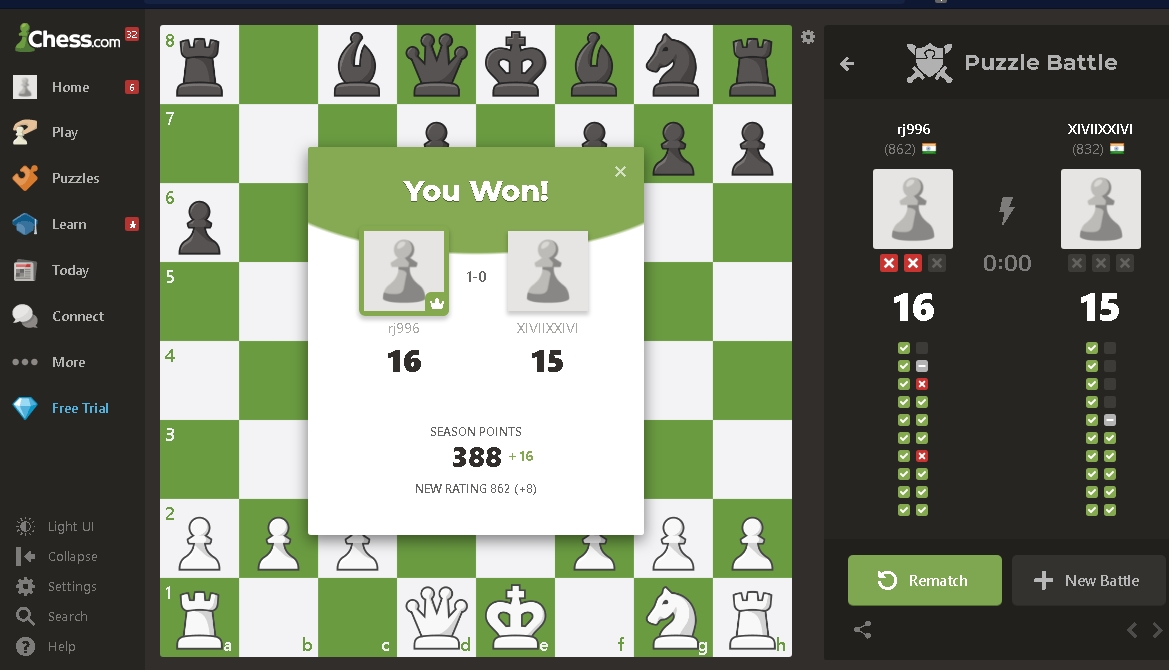 Chess.com 32
Home 6
Play
Puzzles
Learn
Today
Connect
More
Free Trial
Light UI
Collapse
Settings
Search
Help
8
7
6
5
4
3
2
1
a b c d e f g h
You Won!
1-0
rj996 XIVIIXXIVI
16 15
SEASON POINTS
388 +16
NEW RATING 862 (+8)
Puzzle Battle
rj996 XIVIIXXIVI
(862) (832)
0:00
16 15
Rematch
New Battle